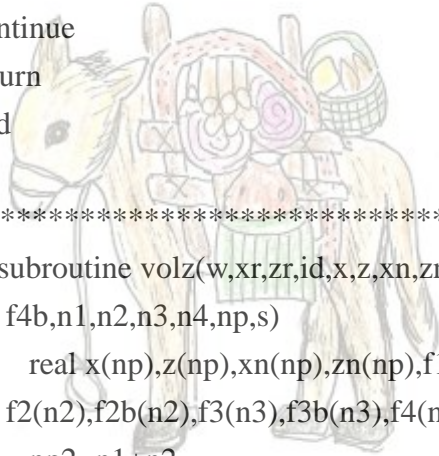 ntinue
urn
d
*********************************
subroutine volz(w,xr,zr,id,x,z,xn,zn
f4b,n1,n2,n3,n4,np,s)
real x(np),z(np),xn(np),zn(np),f1
f2(n2),f2b(n2),f3(n3),f3b(n3),f4(n